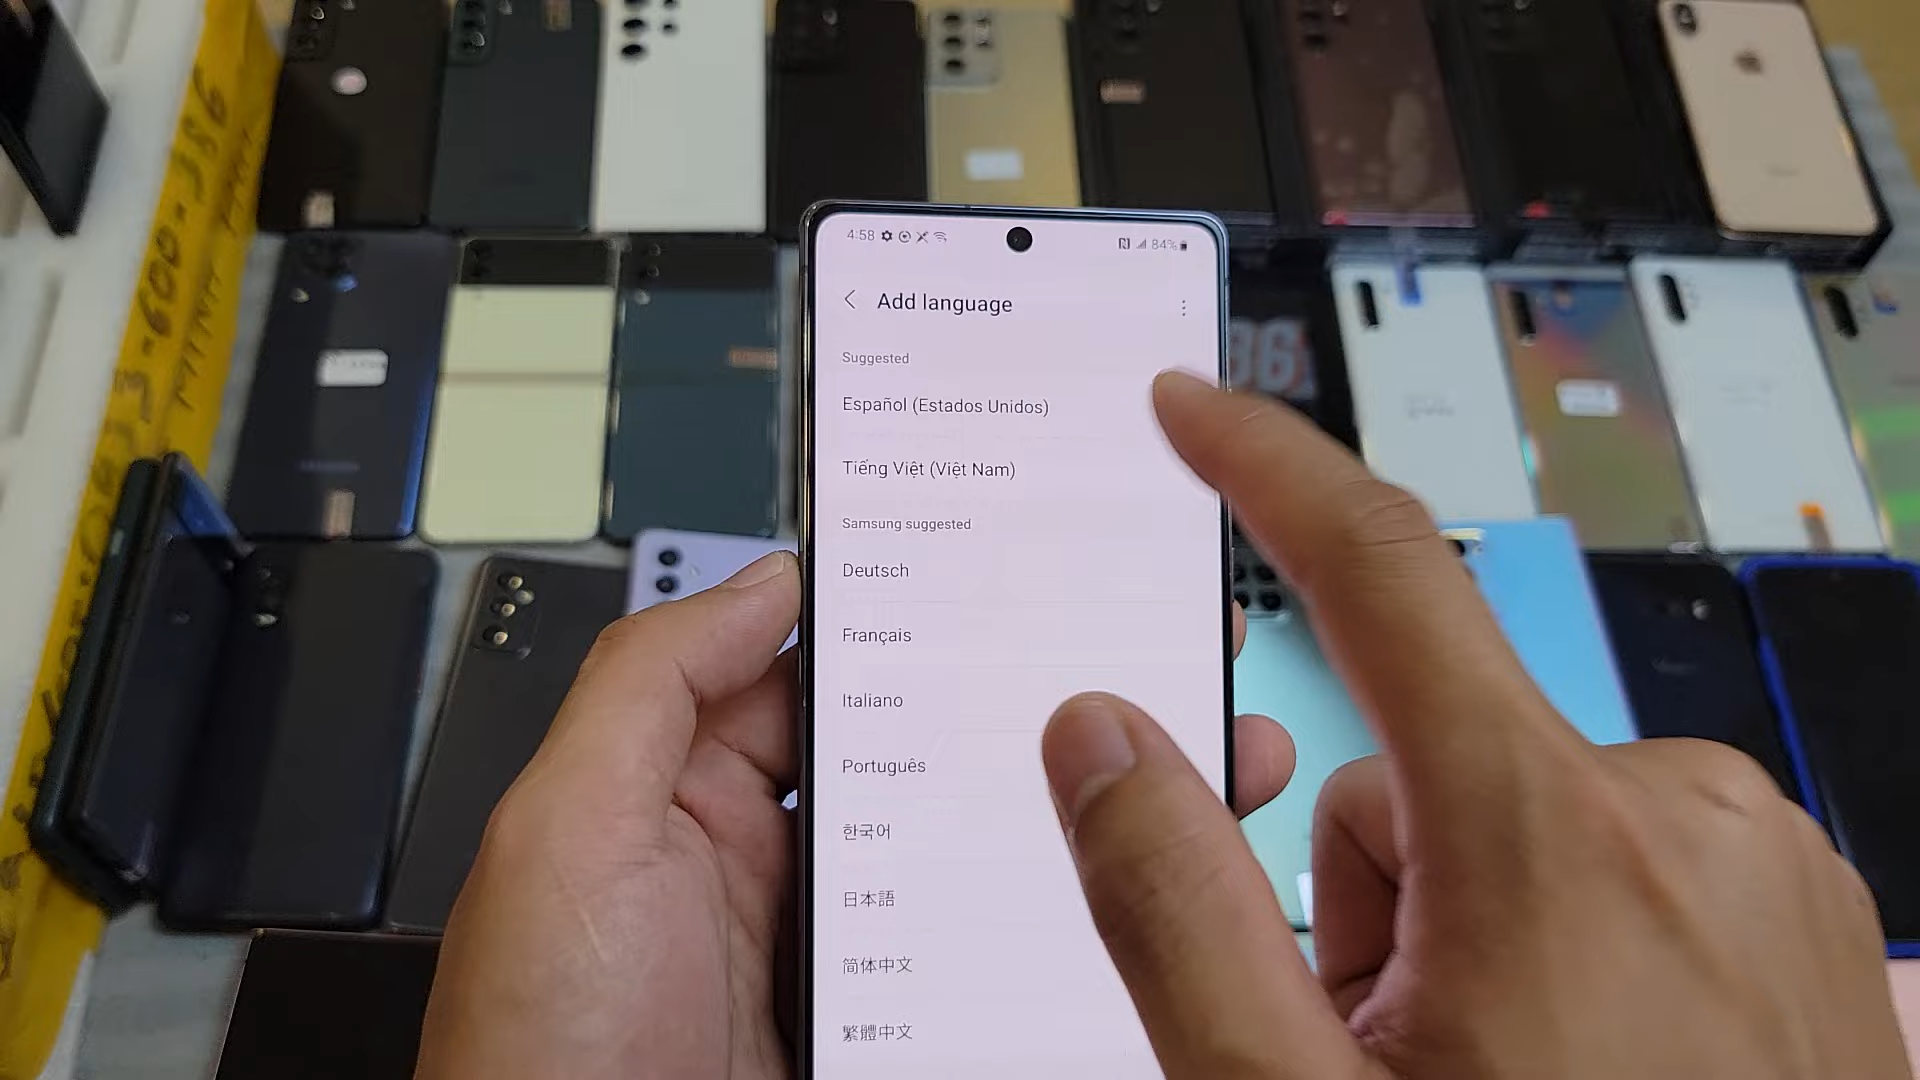 4:58
84%
Add language
Suggested
Español (Estados Unidos)
Tiếng Việt (Việt Nam)
Samsung suggested
Deutsch
Français
Italiano
Português
한국어
日本語
简体中文
繁體中文